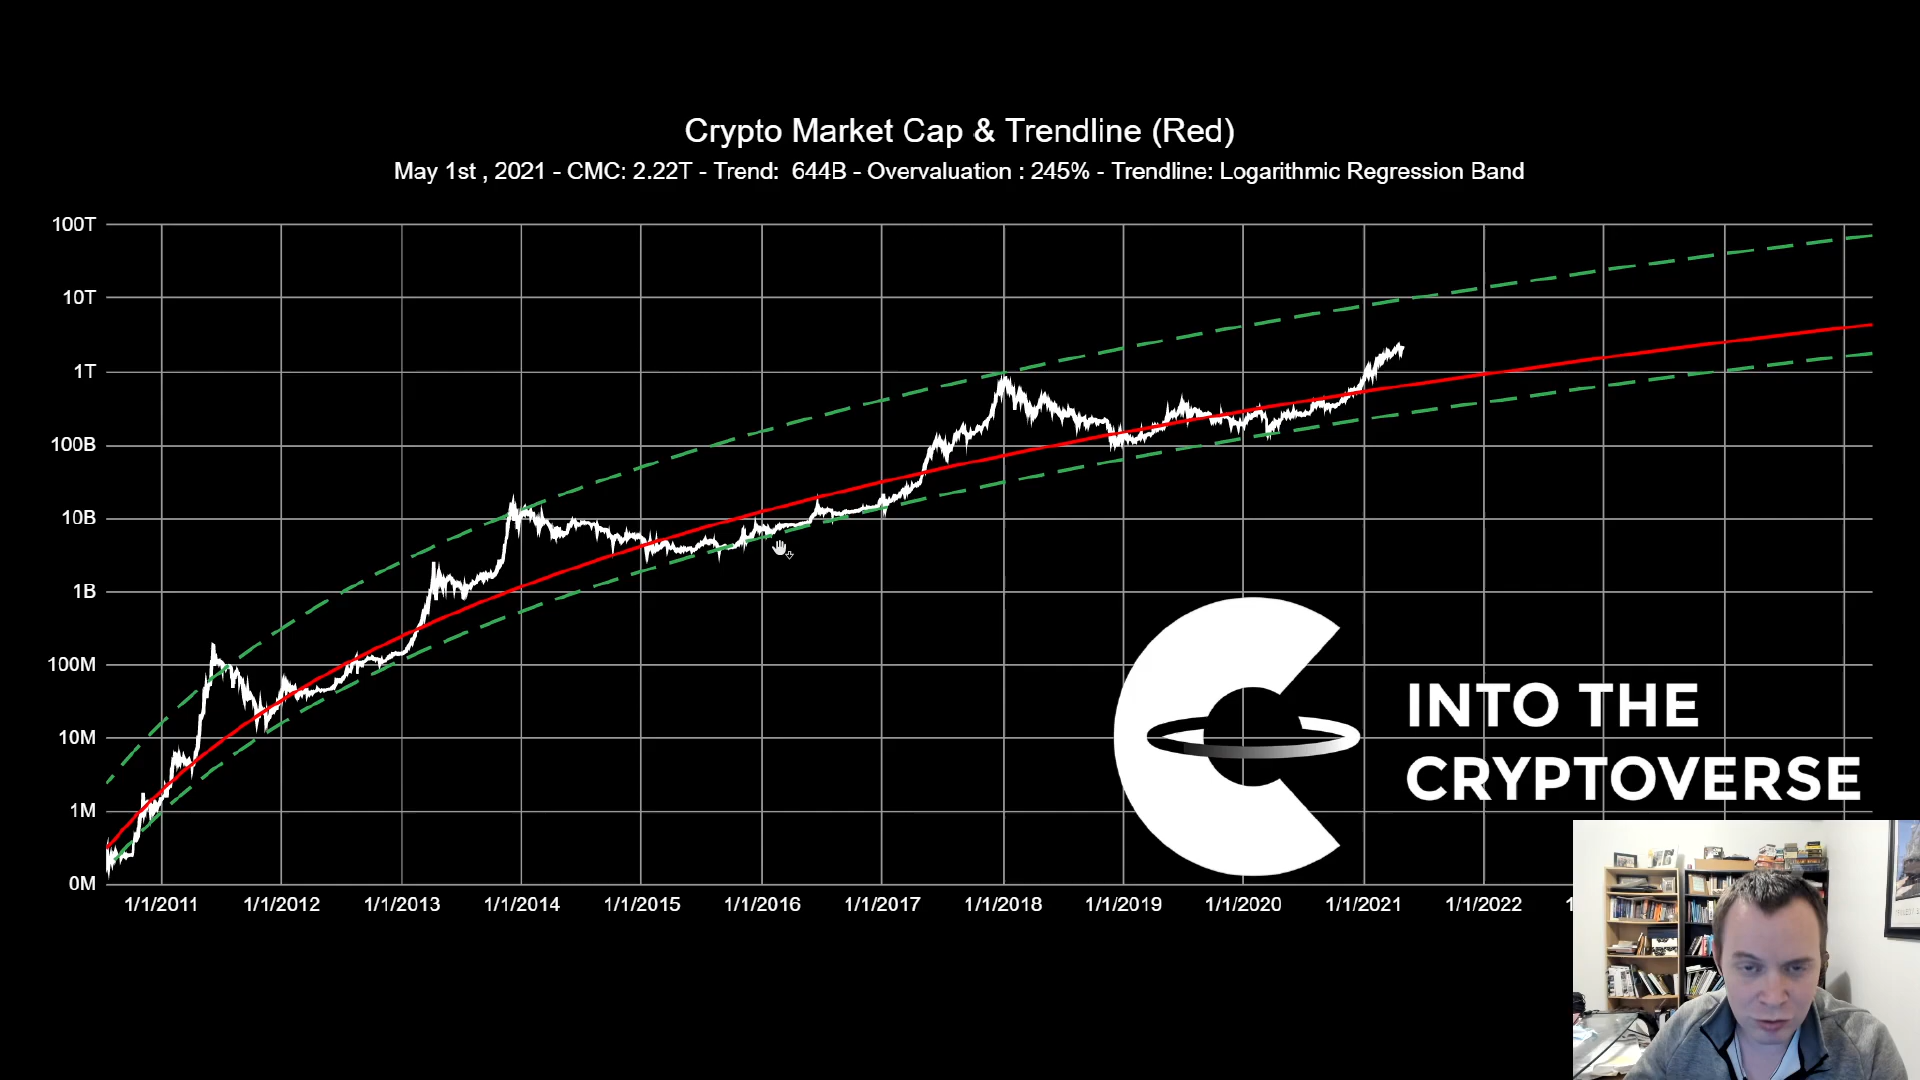 Crypto Market Cap & Trendline (Red)
May 1st , 2021 - CMC: 2.22T - Trend: 644B - Overvaluation : 245% - Trendline: Logarithmic Regression Band
100T
10T
1T
100B
10B
1B
100M
10M
1M
0M
1/1/2011 1/1/2012 1/1/2013 1/1/2014 1/1/2015 1/1/2016 1/1/2017 1/1/2018 1/1/2019 1/1/2020 1/1/2021 1/1/2022
INTO THE
CRYPTOVERSE